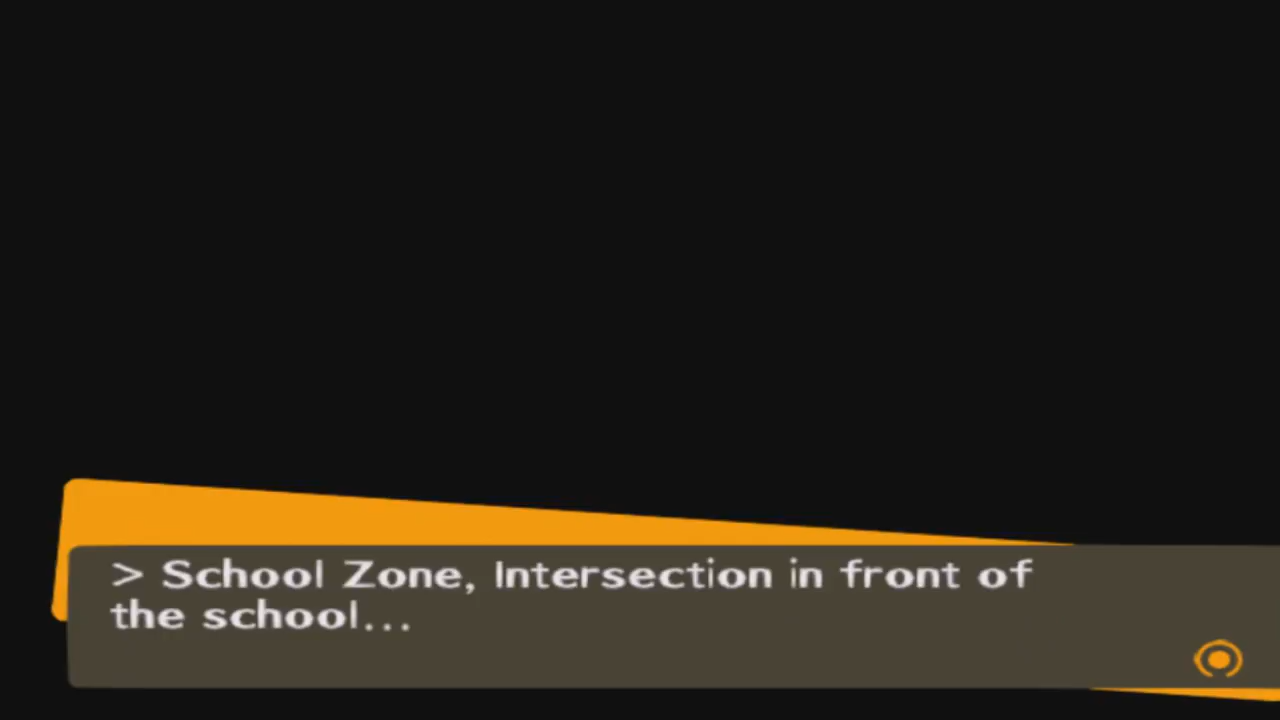 > School Zone, Intersection in front of
the school...